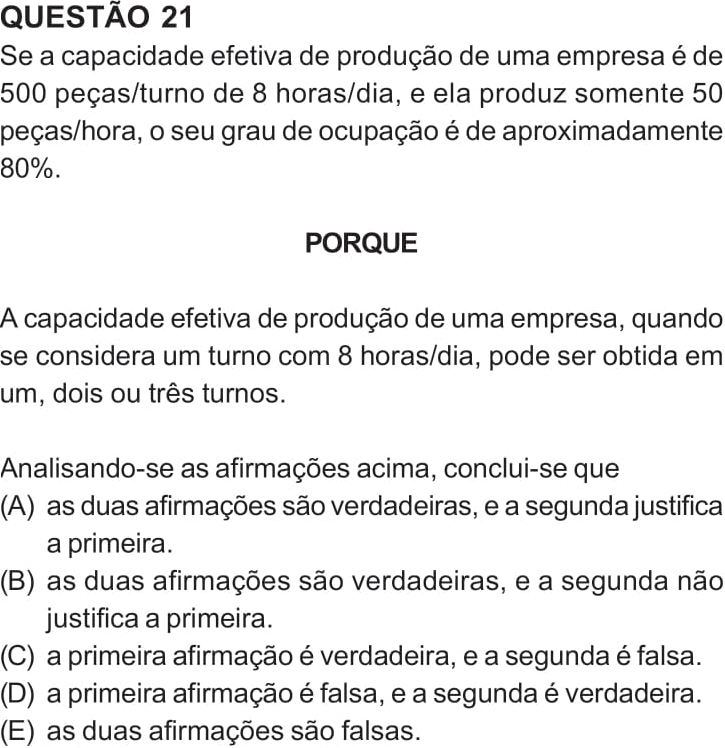 QUESTÃO 21
Se a capacidade efetiva de produção de uma empresa é de
500 peças/turno de 8 horas/dia, e ela produz somente 50
peças/hora, o seu grau de ocupação é de aproximadamente
80%.
PORQUE
A capacidade efetiva de produção de uma empresa, quando
se considera um turno com 8 horas/dia, pode ser obtida em
um, dois ou três turnos.
Analisando-se as afirmações acima, conclui-se que
(A) as duas afirmações são verdadeiras, e a segunda justifica
a primeira.
(B) as duas afirmações são verdadeiras, e a segunda não
justifica a primeira.
(C) a primeira afirmação é verdadeira, e a segunda é falsa.
(D) a primeira afirmação é falsa, e a segunda é verdadeira.
(E) as duas afirmações são falsas.